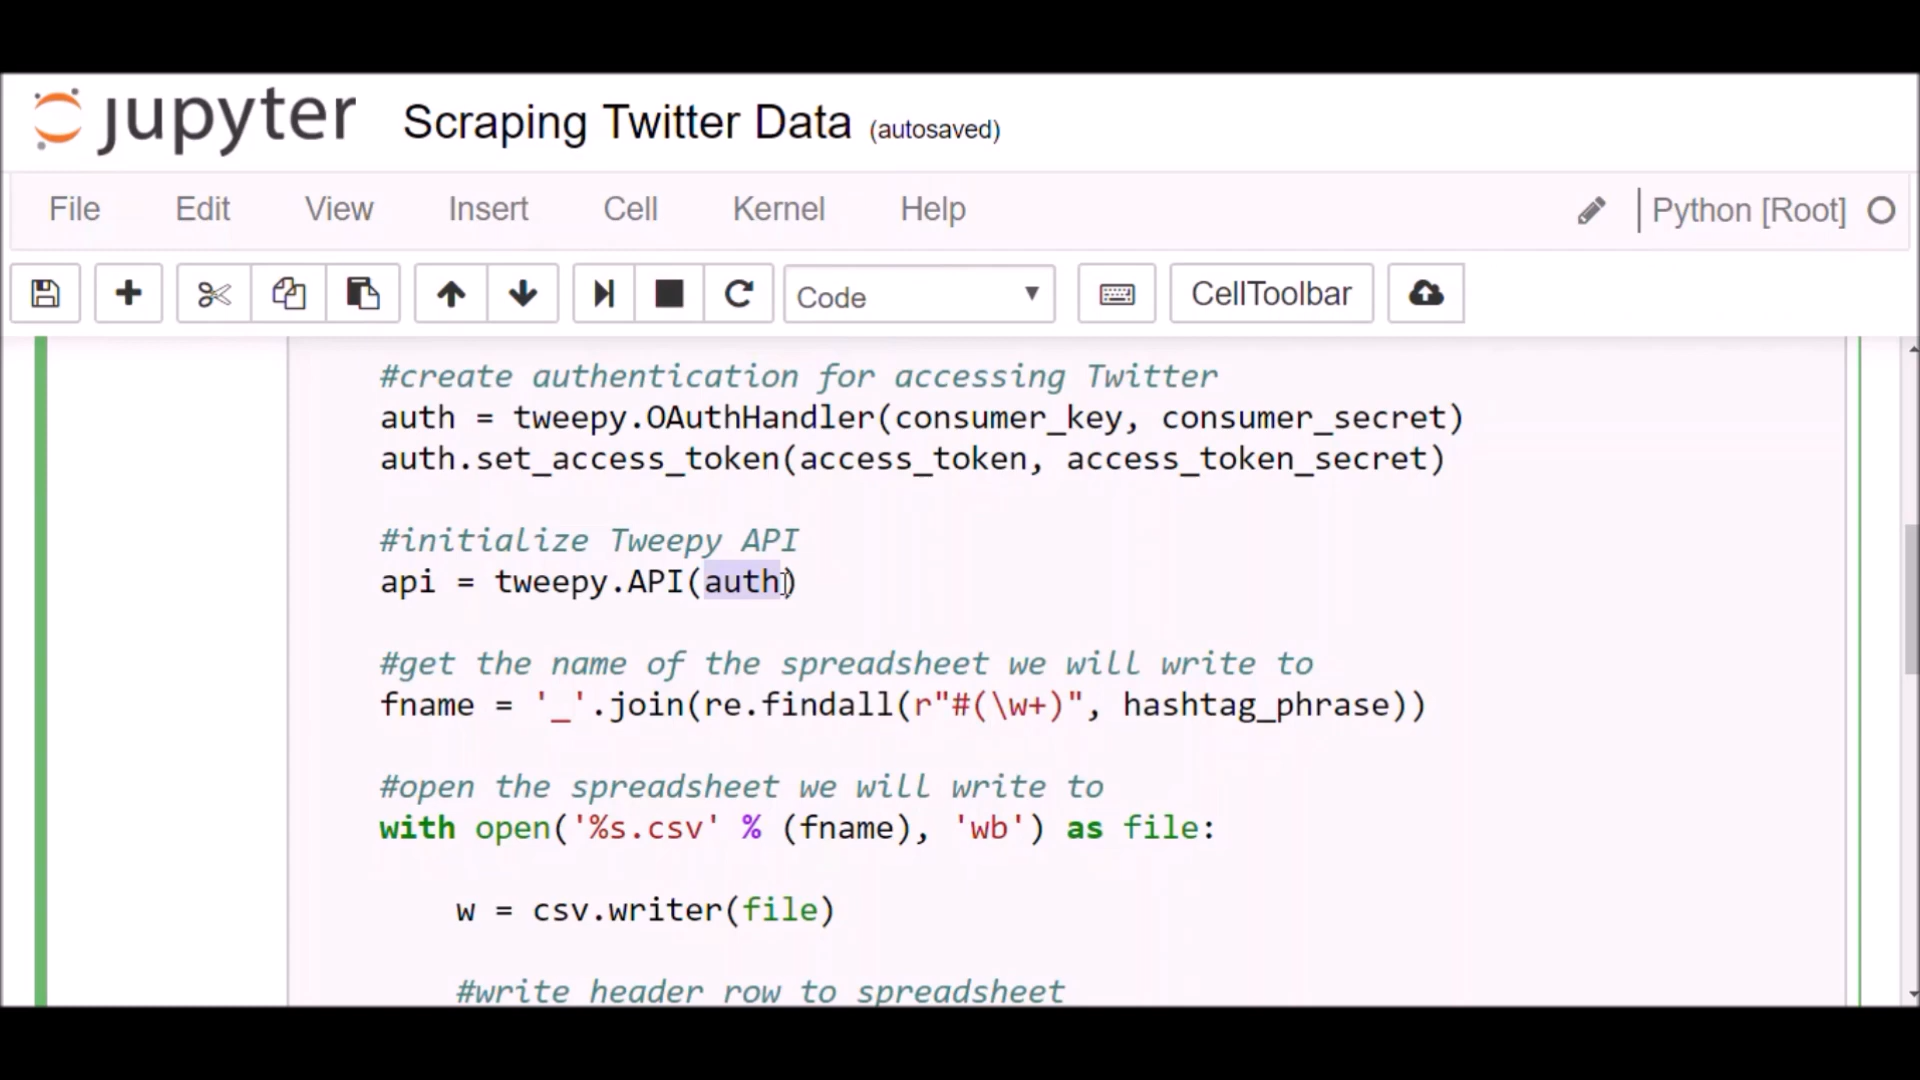 jupyter Scraping Twitter Data (autosaved)
File Edit View Insert Cell Kernel Help Python [Root]
Code CellToolbar
#create authentication for accessing Twitter
auth = tweepy.OAuthHandler(consumer_key, consumer_secret)
auth.set_access_token(access_token, access_token_secret)
#initialize Tweepy API
api = tweepy.API(auth)
#get the name of the spreadsheet we will write to
fname = '_'.join(re.findall(r"#(\w+)", hashtag_phrase))
#open the spreadsheet we will write to
with open('%s.csv' % (fname), 'wb') as file:
w = csv.writer(file)
#write header row to spreadsheet